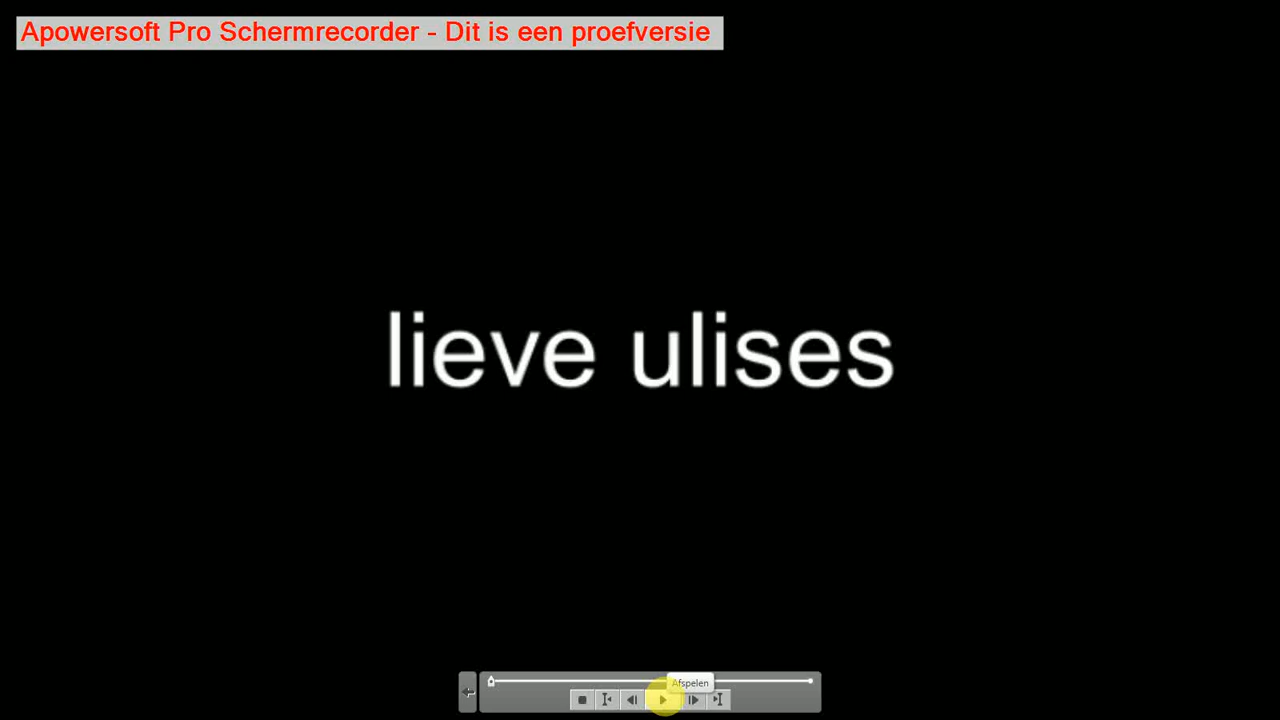 Apowersoft Pro Schermrecorder - Dit is een proefversie
lieve ulises
Afspelen